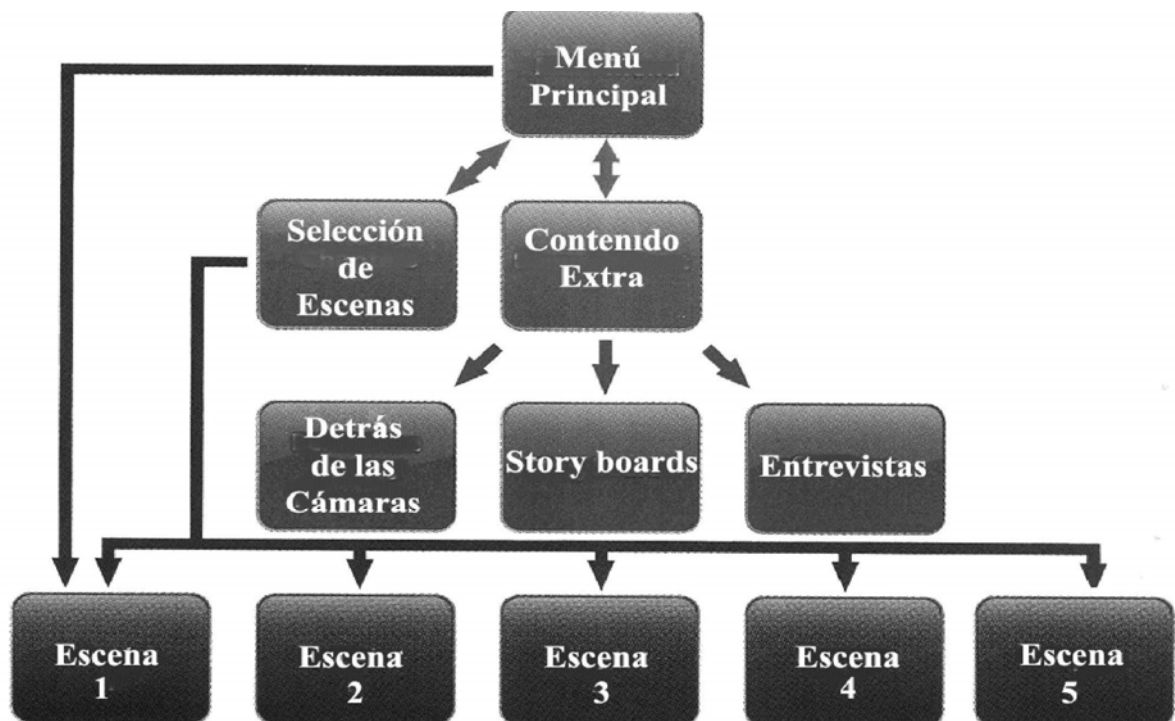 Menú
Principal
Selección
de
Escenas
Contenido
Extra
Detrás
de las
Cámaras
Story boards
Entrevistas
Escena
1
Escena
2
Escena
3
Escena
4
Escena
5